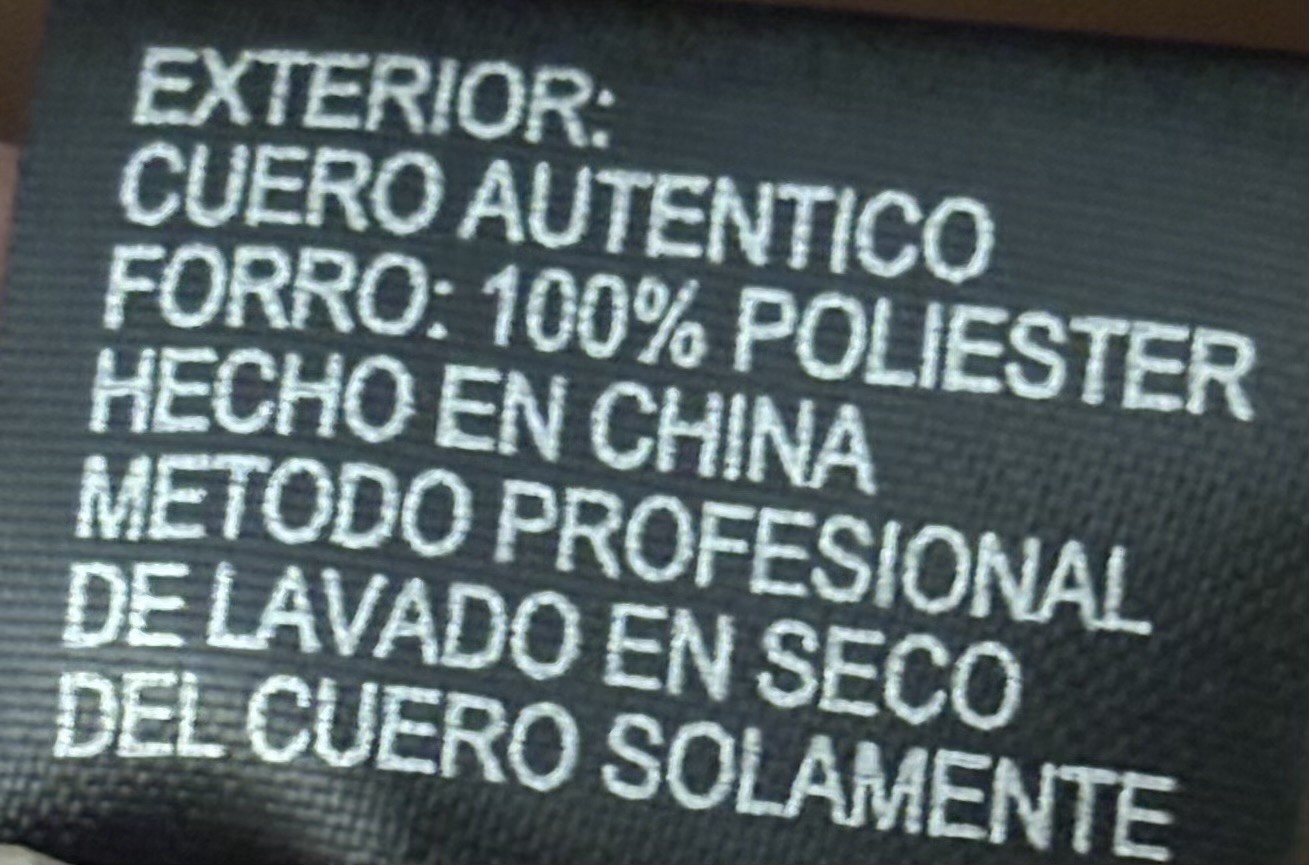 EXTERIOR:
CUERO AUTENTICO
FORRO: 100% POLIESTER
HECHO EN CHINA
METODO PROFESIONAL
DE LAVADO EN SECO
DEL CUERO SOLAMENTE